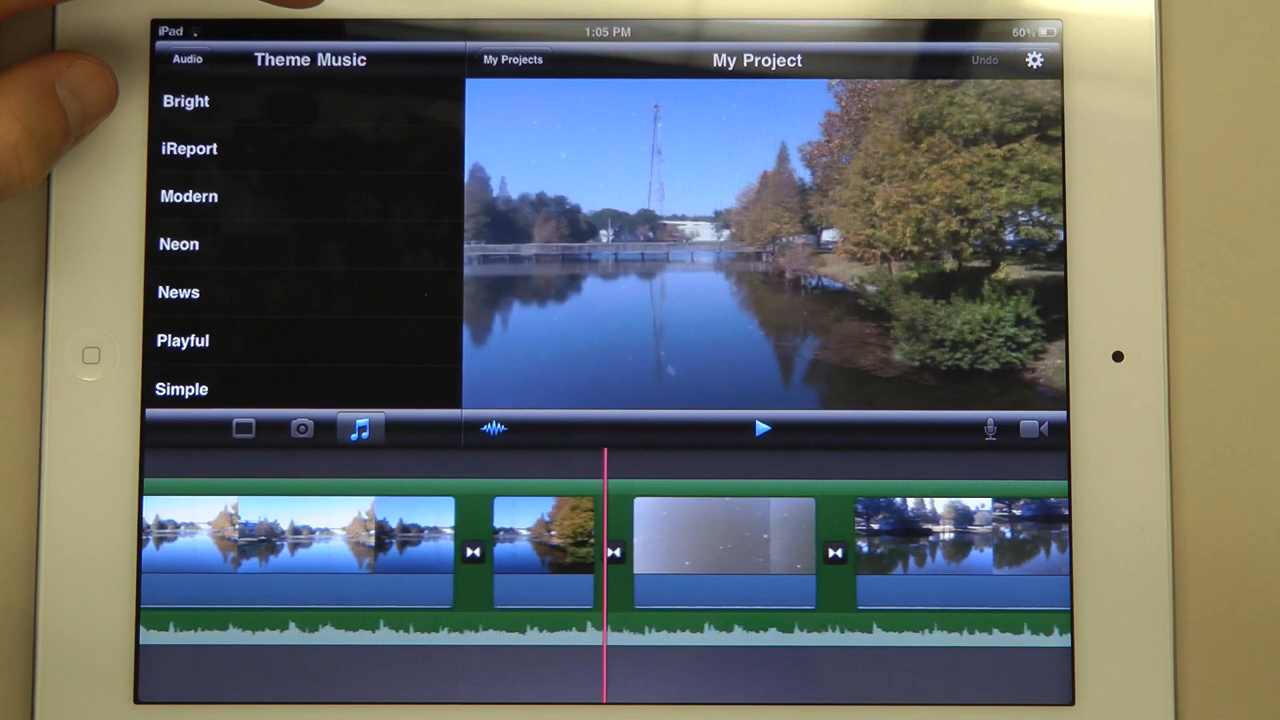 iPad
1:05 PM
60%
Audio
Theme Music
My Projects
My Project
Undo
Bright
iReport
Modern
Neon
News
Playful
Simple